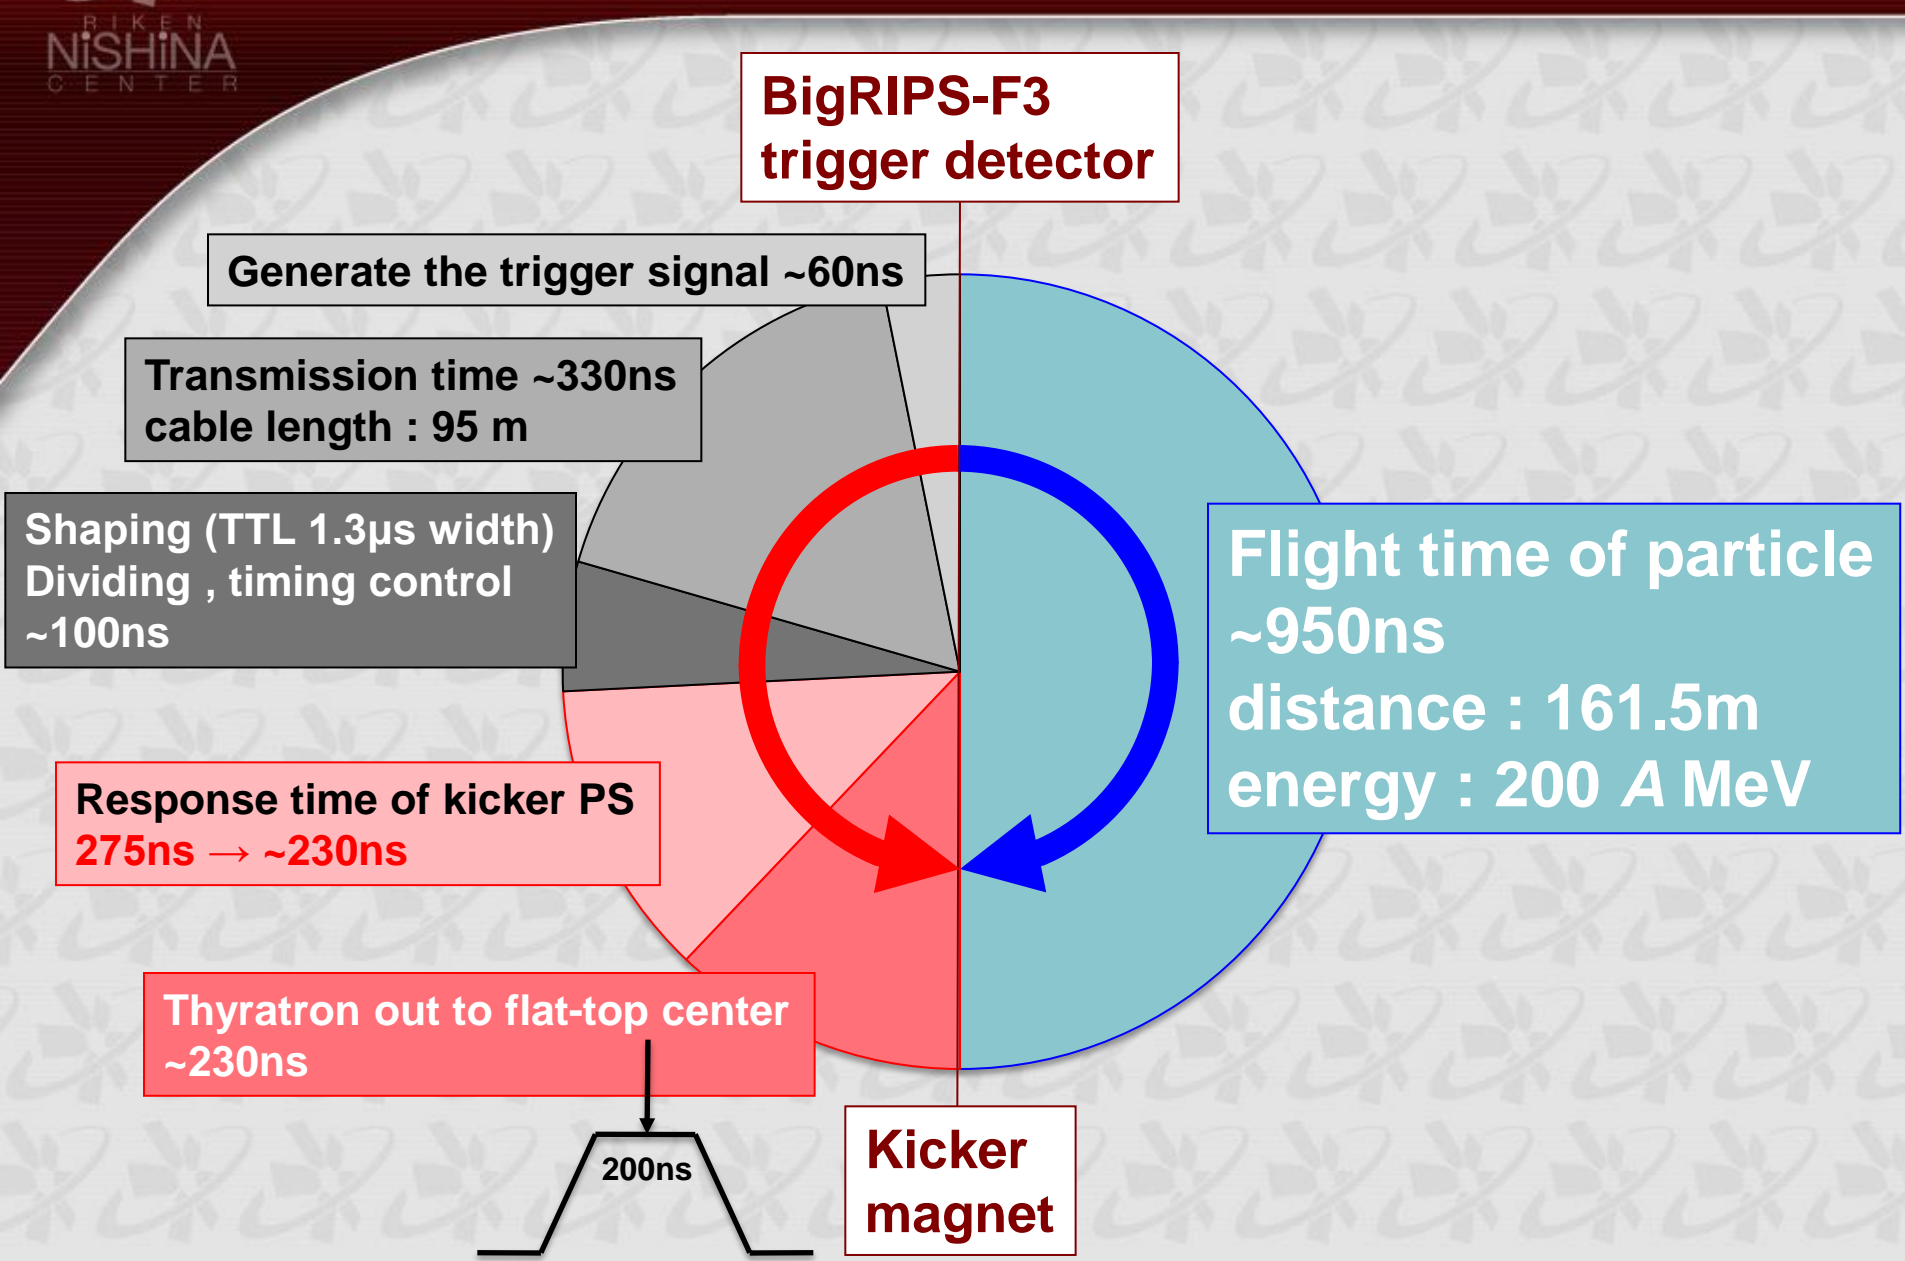 RIKEN
NiSHiNA
CENTER
BigRIPS-F3
trigger detector
Generate the trigger signal ~60ns
Transmission time ~330ns
cable length : 95 m
Shaping (TTL 1.3μs width)
Dividing , timing control
~100ns
Flight time of particle
~950ns
distance : 161.5m
energy : 200 A MeV
Response time of kicker PS
275ns → ~230ns
Thyratron out to flat-top center
~230ns
200ns
Kicker
magnet